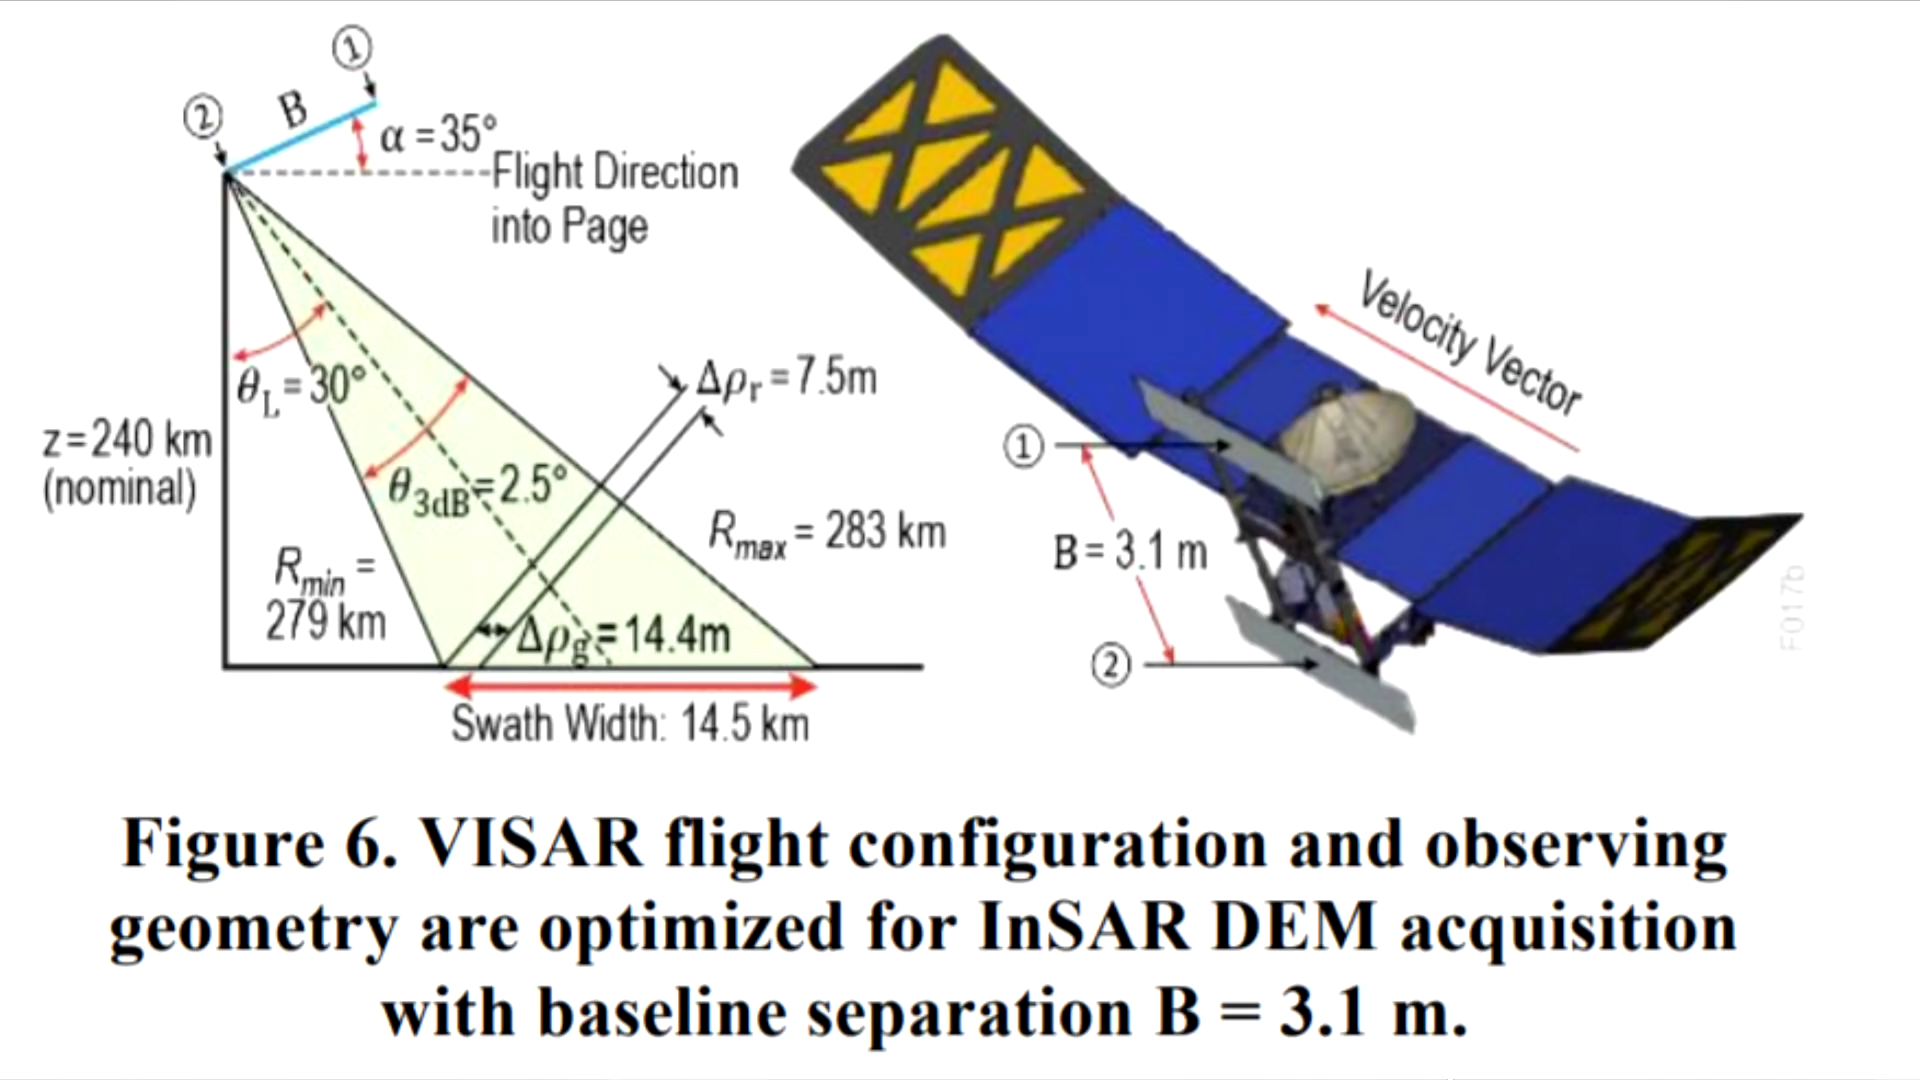 ①
②
B
α = 35°
Flight Direction
into Page
θL = 30°
z = 240 km
(nominal)
θ3dB = 2.5°
Δρr = 7.5m
Rmax = 283 km
Rmin =
279 km
Δρg = 14.4m
Swath Width: 14.5 km
Velocity Vector
①
B = 3.1 m
②
F017b
Figure 6. VISAR flight configuration and observing
geometry are optimized for InSAR DEM acquisition
with baseline separation B = 3.1 m.